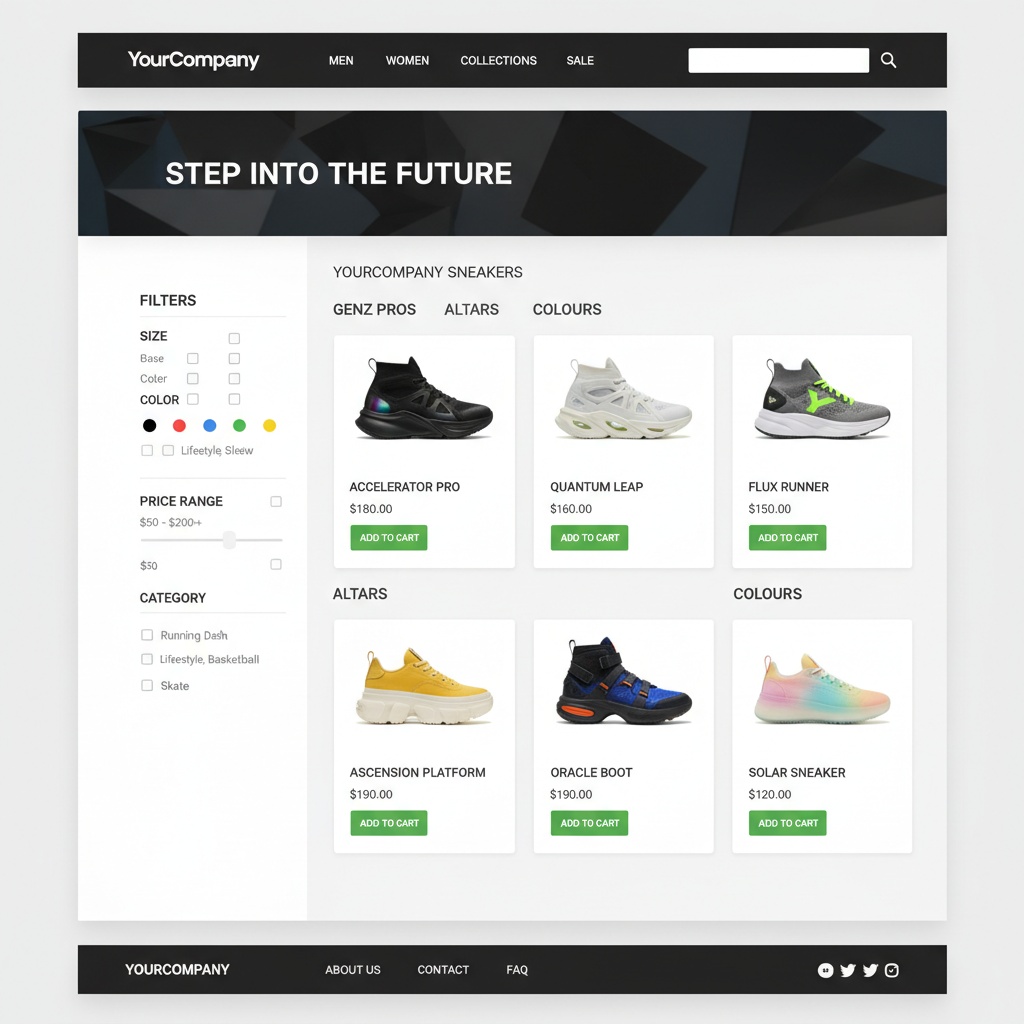 YourCompany
MEN WOMEN COLLECTIONS SALE
STEP INTO THE FUTURE
FILTERS
SIZE
Base
Coter
COLOR
Lifeetyle, Sleew
PRICE RANGE
$50 - $200+
$50
CATEGORY
Running Dash
Lifeestyle, Basketball
Skate
YOURCOMPANY SNEAKERS
GENZ PROS ALTARS COLOURS
ACCELERATOR PRO
$180.00
ADD TO CART
QUANTUM LEAP
$160.00
ADD TO CART
FLUX RUNNER
$150.00
ADD TO CART
ALTARS COLOURS
ASCENSION PLATFORM
$190.00
ADD TO CART
ORACLE BOOT
$190.00
ADD TO CART
SOLAR SNEAKER
$120.00
ADD TO CART
YOURCOMPANY
ABOUT US CONTACT FAQ